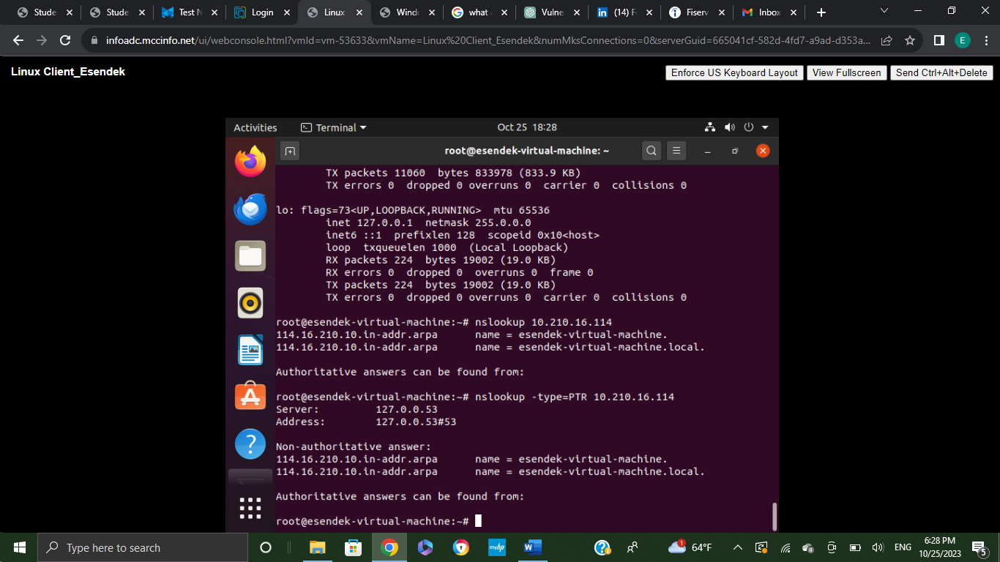 Stude
Stude
Test N
Login
Linux
Wind
what
Vulne
(14) F
Fiserv
Inbox
infoadc.mccinfo.net/ui/webconsole.html?vmId=vm-53633&vmName=Linux%20Client_Esendek&numMksConnections=0&serverGuid=665041cf-582d-4fd7-a9ad-d353a...
E
Linux Client_Esendek
Enforce US Keyboard Layout
View Fullscreen
Send Ctrl+Alt+Delete
Activities
Terminal
Oct 25 18:28
root@esendek-virtual-machine: ~
TX packets 11060  bytes 833978 (833.9 KB)
TX errors 0  dropped 0 overruns 0  carrier 0  collisions 0
lo: flags=73<UP,LOOPBACK,RUNNING>  mtu 65536
inet 127.0.0.1  netmask 255.0.0.0
inet6 ::1  prefixlen 128  scopeid 0x10<host>
loop  txqueuelen 1000  (Local Loopback)
RX packets 224  bytes 19002 (19.0 KB)
RX errors 0  dropped 0  overruns 0  frame 0
TX packets 224  bytes 19002 (19.0 KB)
TX errors 0  dropped 0 overruns 0  carrier 0  collisions 0
root@esendek-virtual-machine:~# nslookup 10.210.16.114
114.16.210.10.in-addr.arpa      name = esendek-virtual-machine.
114.16.210.10.in-addr.arpa      name = esendek-virtual-machine.local.
Authoritative answers can be found from:
root@esendek-virtual-machine:~# nslookup -type=PTR 10.210.16.114
Server:         127.0.0.53
Address:        127.0.0.53#53
Non-authoritative answer:
114.16.210.10.in-addr.arpa      name = esendek-virtual-machine.
114.16.210.10.in-addr.arpa      name = esendek-virtual-machine.local.
Authoritative answers can be found from:
root@esendek-virtual-machine:~#
Type here to search
myhp
1
64°F
ENG
6:28 PM
10/25/2023
5